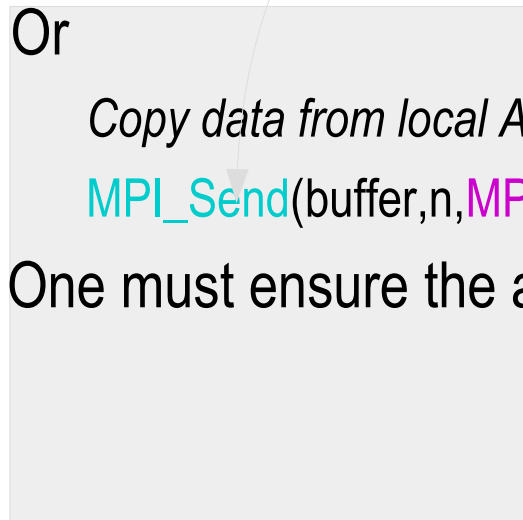 Or
Copy data from local A
MPI_Send(buffer,n,MP
One must ensure the a